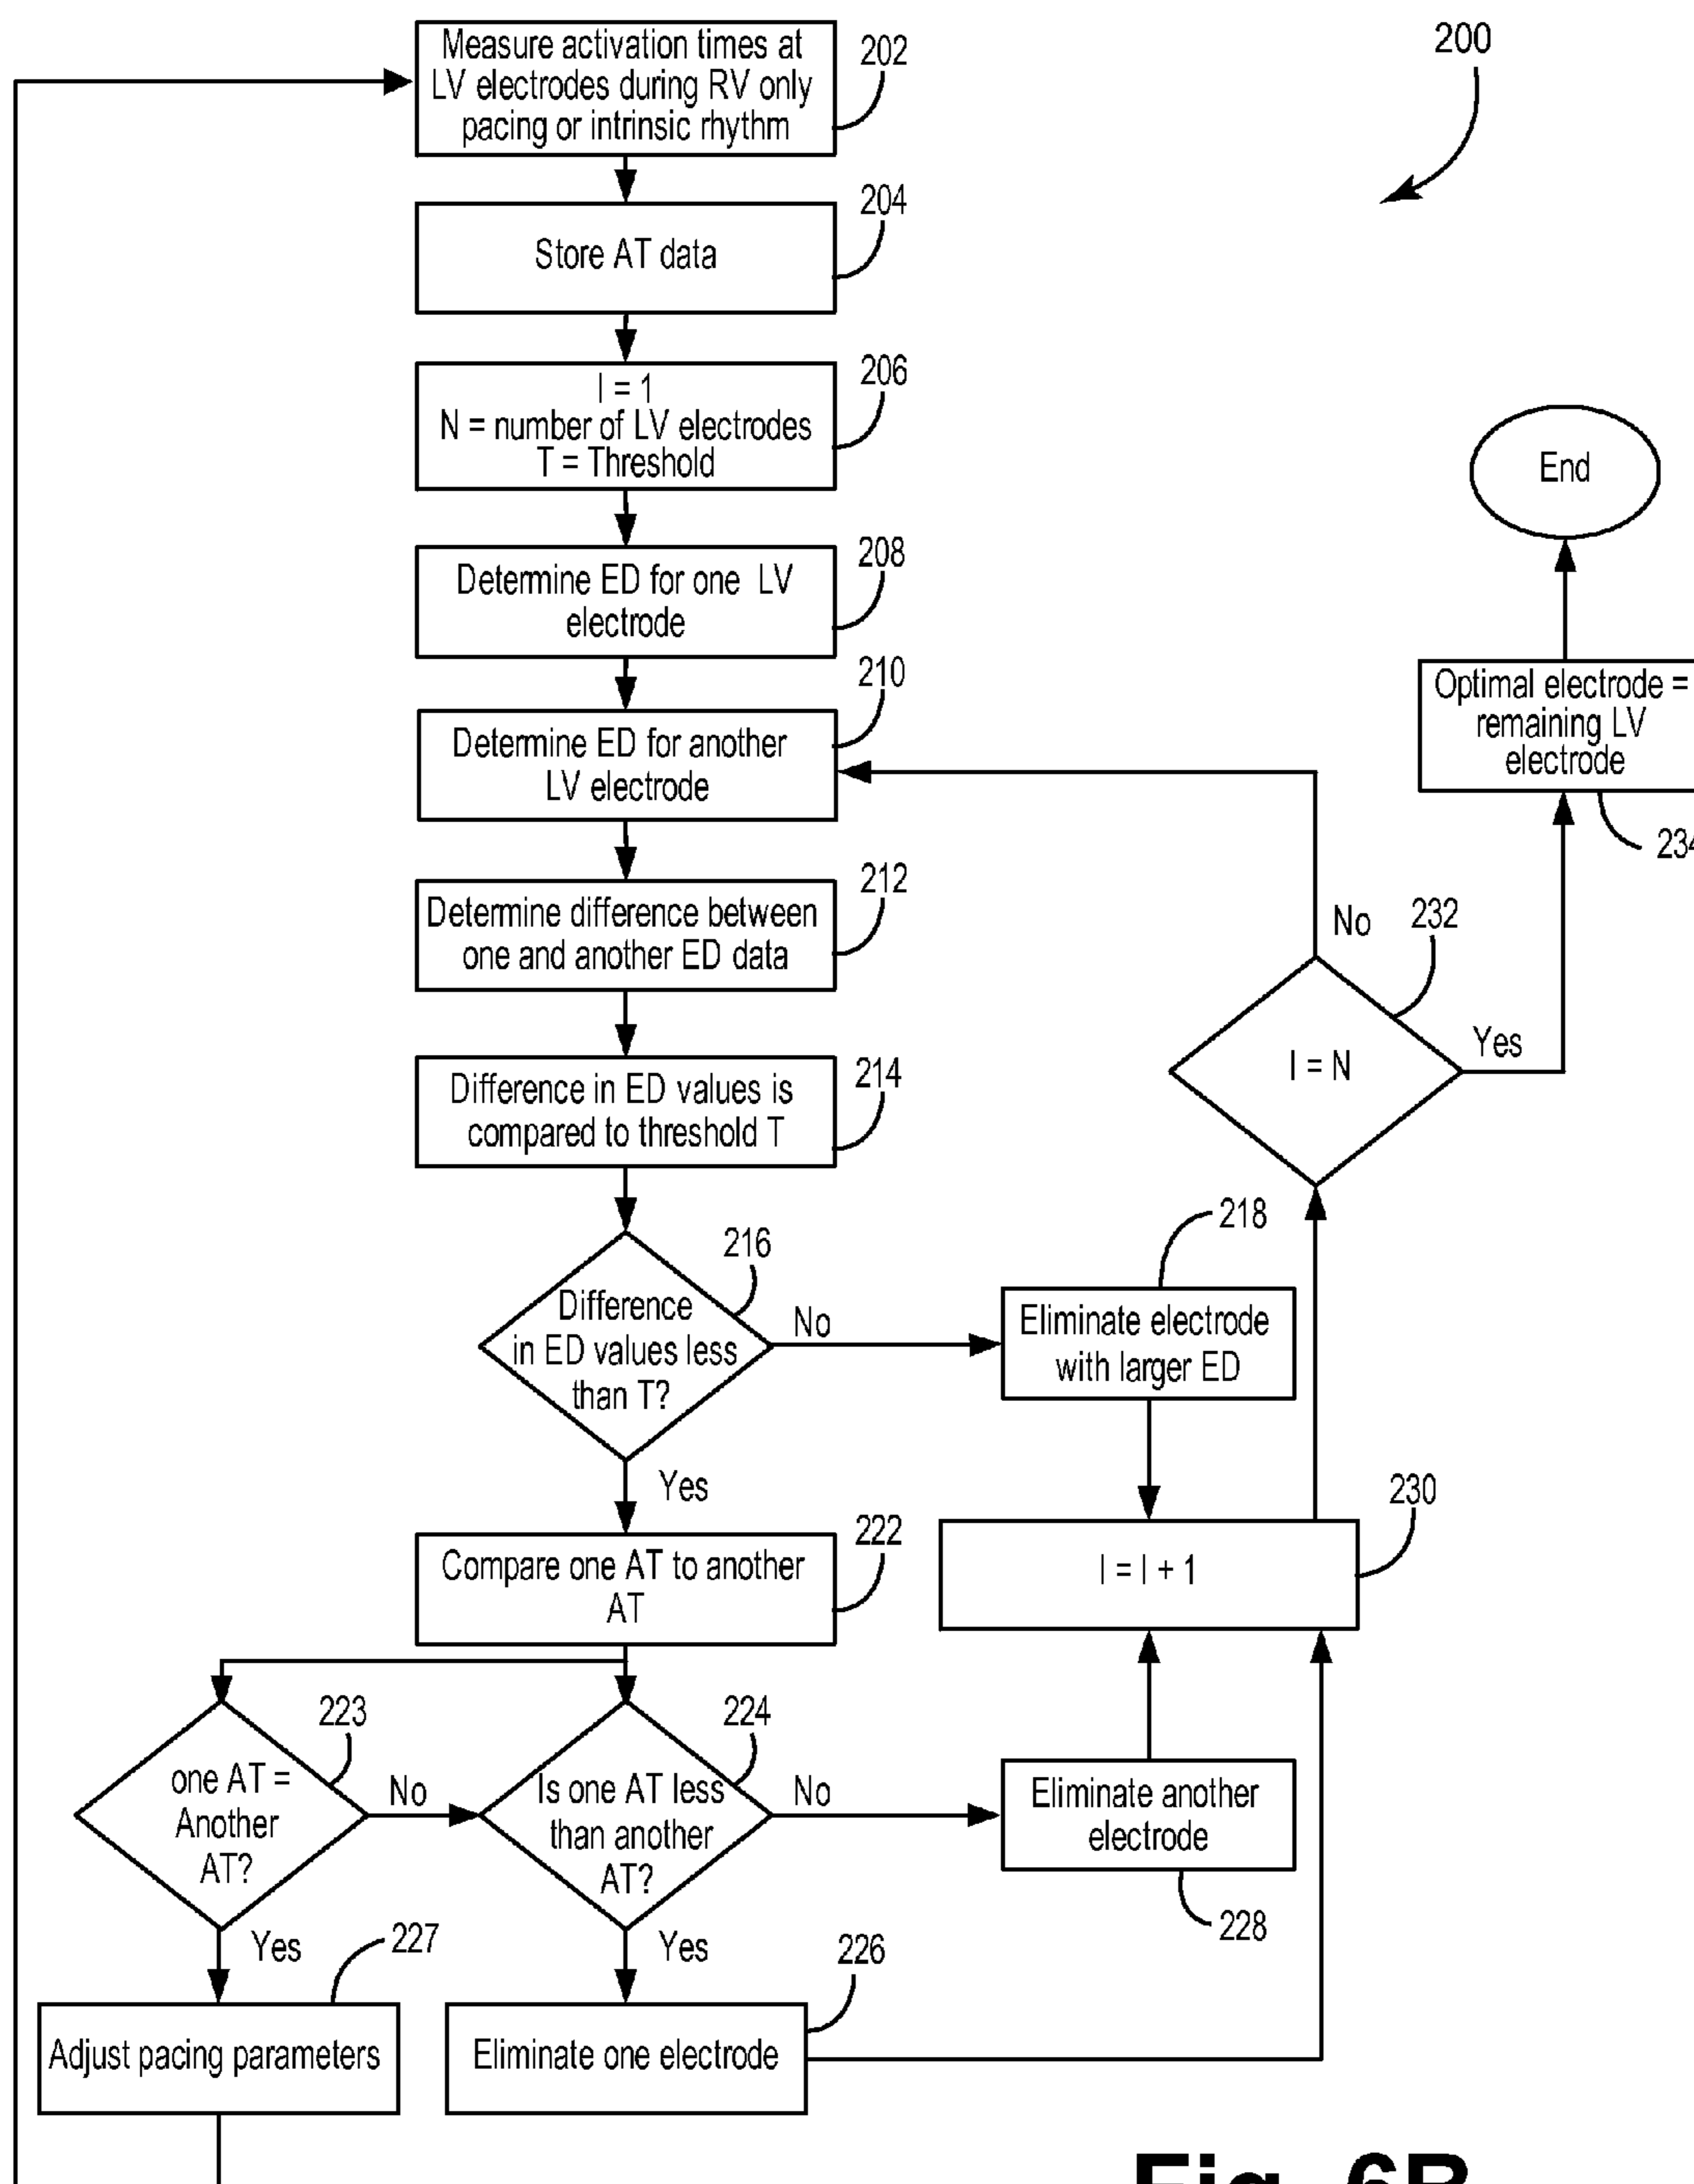 200
Measure activation times at
LV electrodes during RV only
pacing or intrinsic rhythm
202
Store AT data
204
I = 1
N = number of LV electrodes
T = Threshold
206
End
Determine ED for one LV
electrode
208
Determine ED for another
LV electrode
210
Optimal electrode =
remaining LV
electrode
234
Determine difference between
one and another ED data
212
No
232
I = N
Yes
Difference in ED values is
compared to threshold T
214
Difference
in ED values less
than T?
216
No
Eliminate electrode
with larger ED
218
Yes
Compare one AT to another
AT
222
I = I + 1
230
one AT =
Another
AT?
223
No
Is one AT less
than another
AT?
224
No
Eliminate another
electrode
228
Yes
227
Yes
226
Adjust pacing parameters
Eliminate one electrode
Fig. 6B